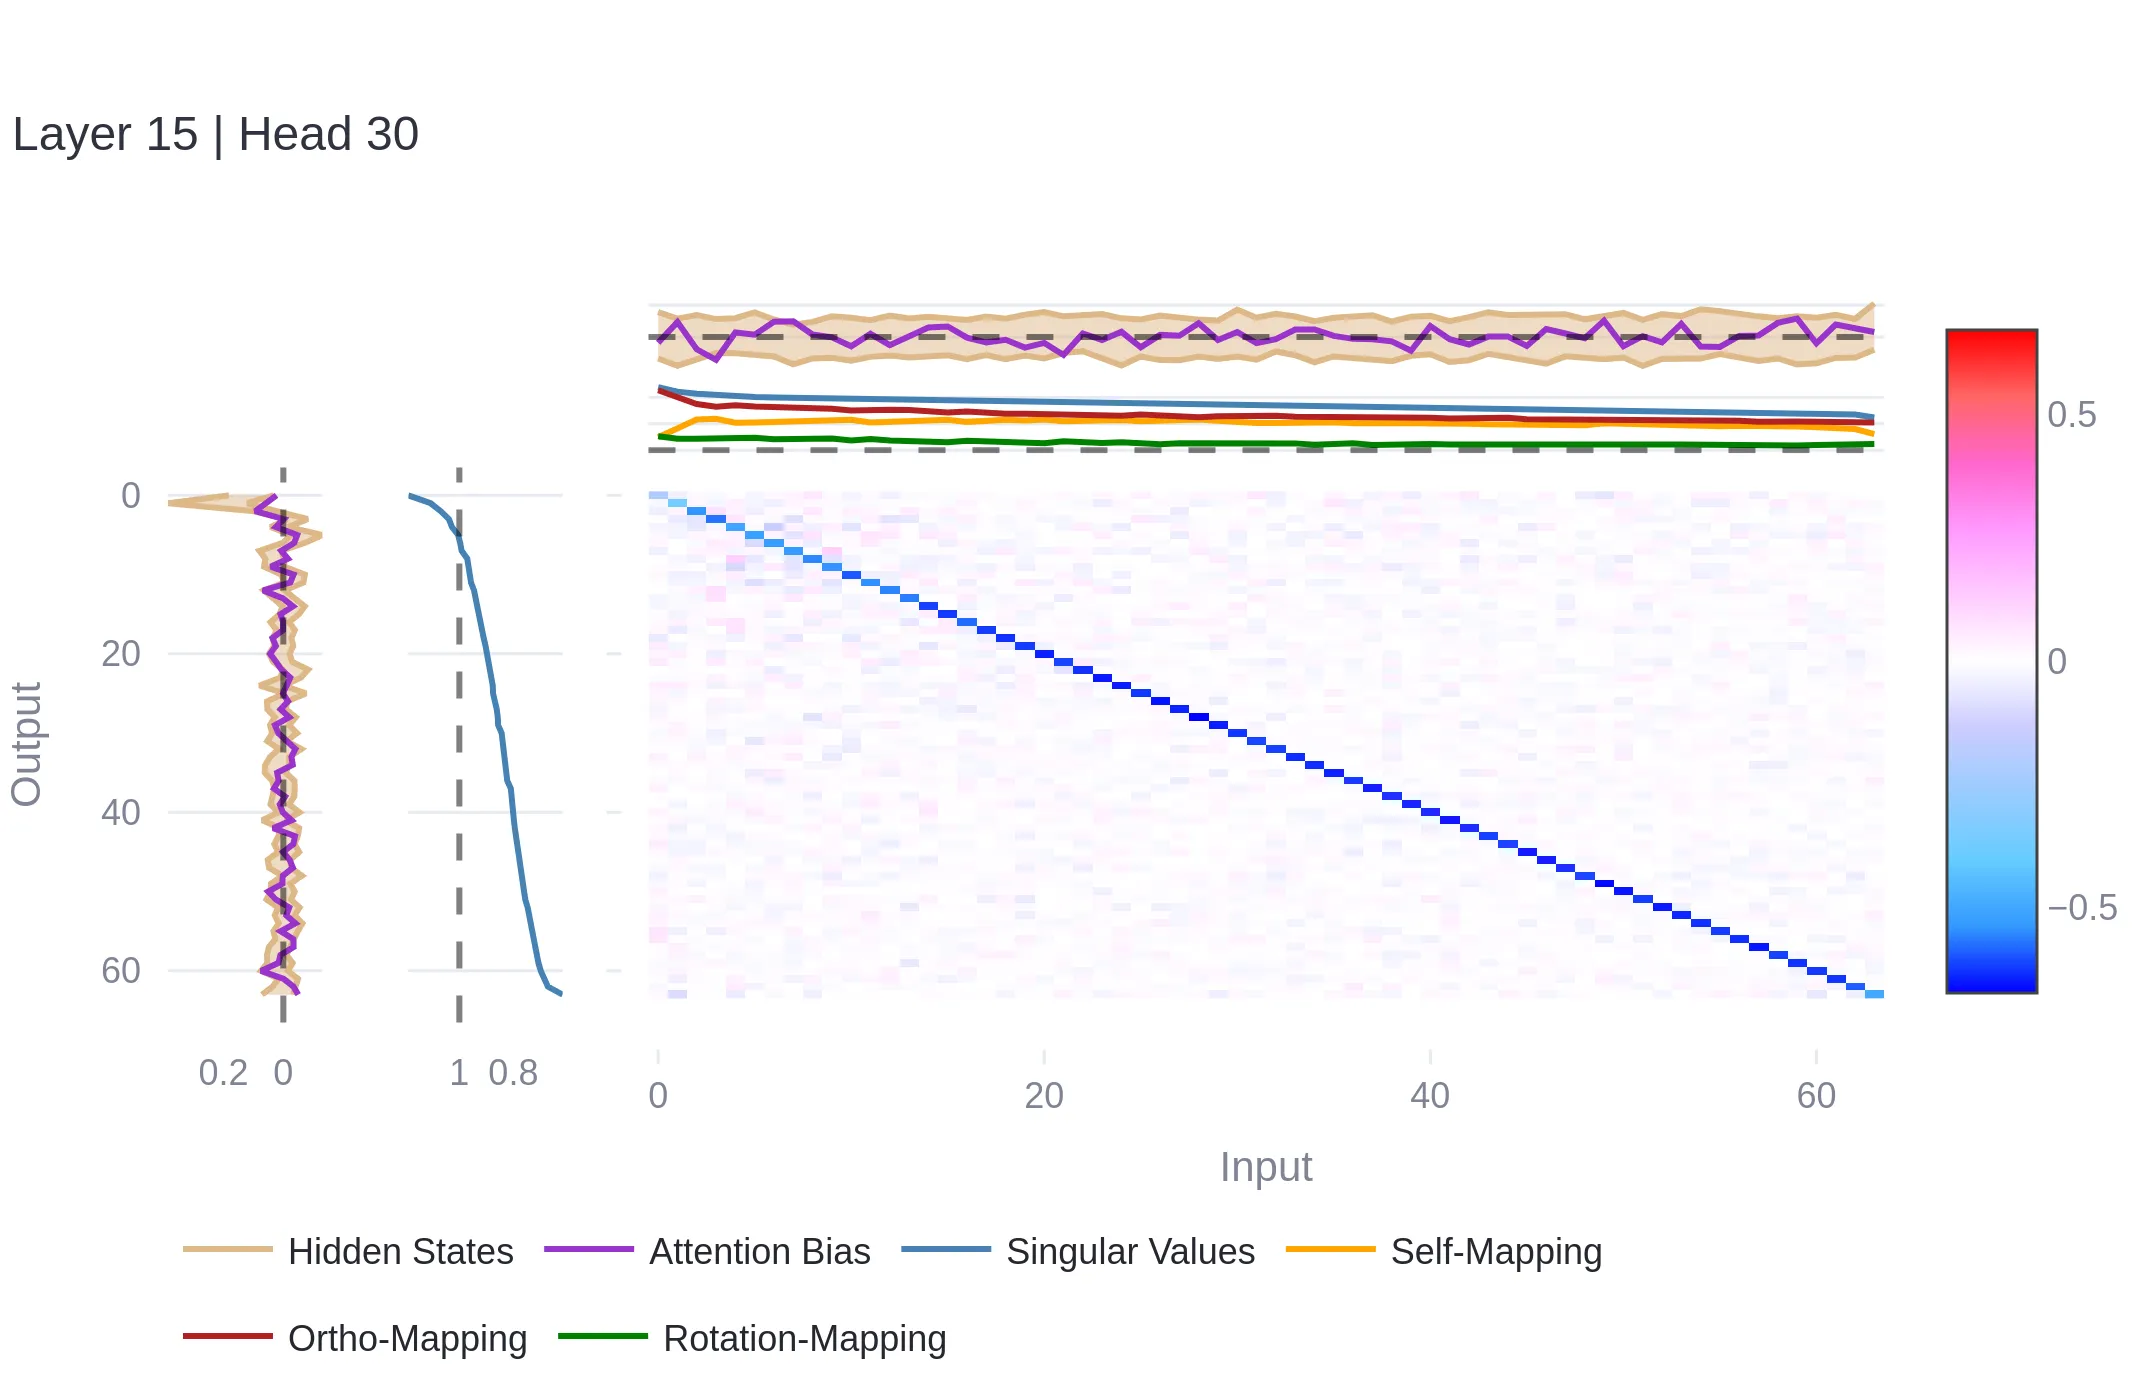 Layer 15 | Head 30
0
20
40
60
Output
0.2 0
1 0.8
0 20 40 60
Input
0.5
0
−0.5
Hidden States Attention Bias Singular Values Self-Mapping
Ortho-Mapping Rotation-Mapping